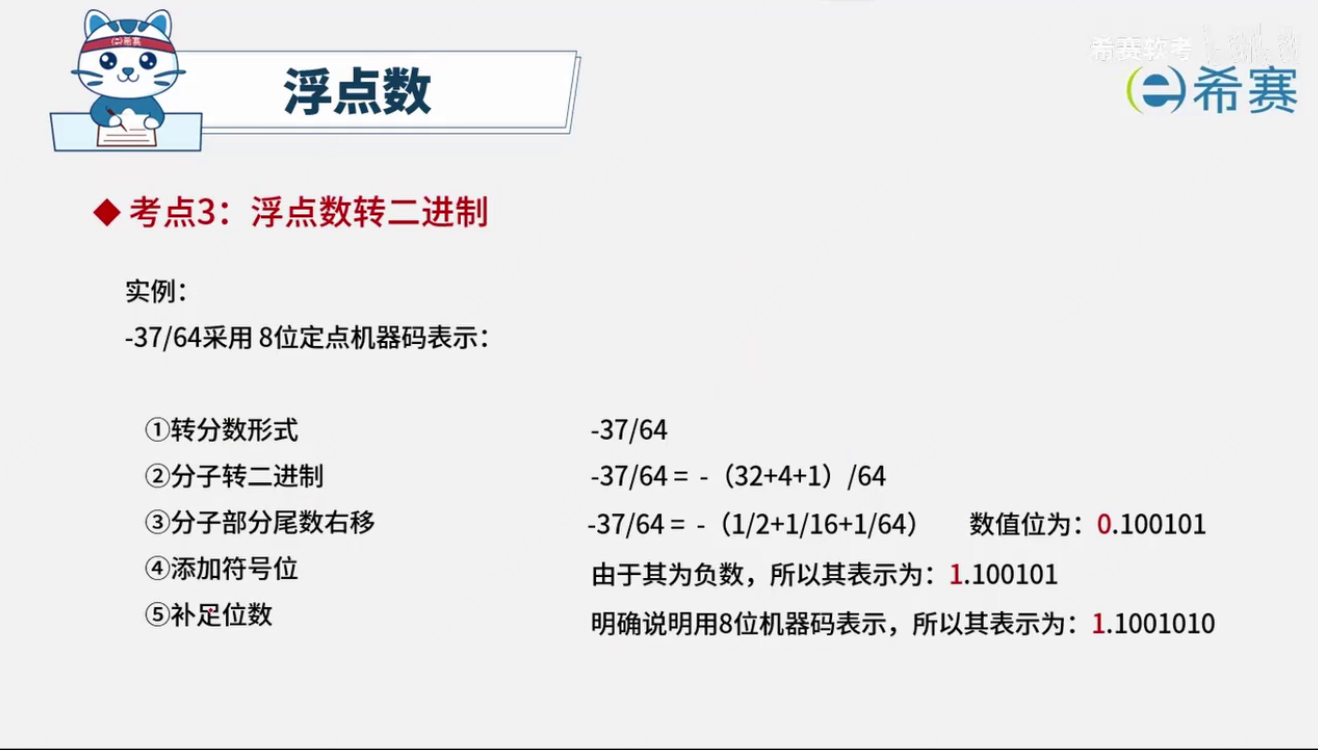 浮点数
希赛软考
希赛
◆考点3：浮点数转二进制
实例：
-37/64采用 8位定点机器码表示：
①转分数形式 -37/64
②分子转二进制 -37/64 = -（32+4+1）/64
③分子部分尾数右移 -37/64 = -（1/2+1/16+1/64） 数值位为：0.100101
④添加符号位 由于其为负数，所以其表示为：1.100101
⑤补足位数 明确说明用8位机器码表示，所以其表示为：1.1001010